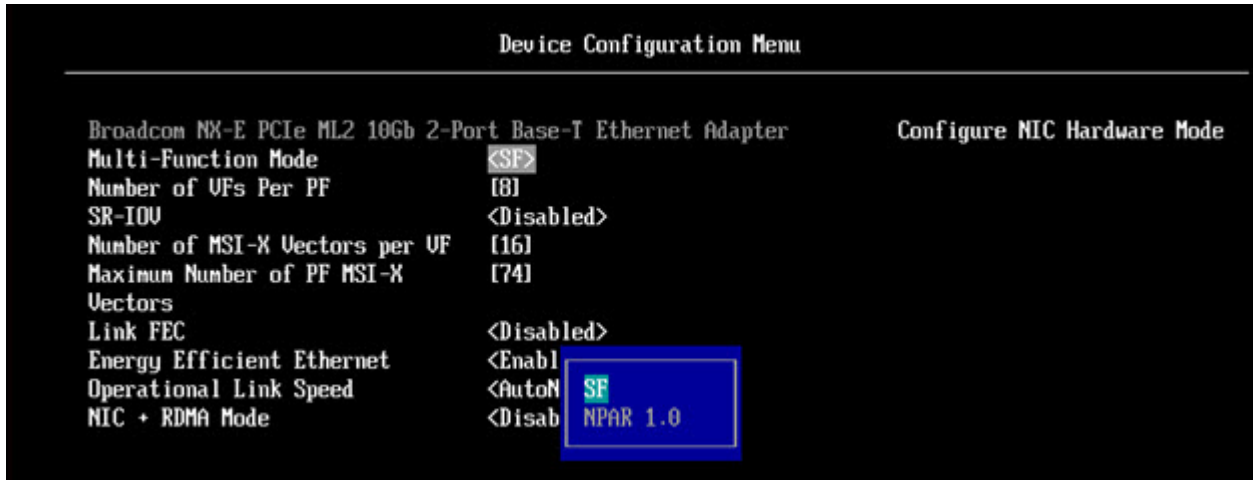 Device Configuration Menu
Broadcom NX-E PCIe ML2 10Gb 2-Port Base-T Ethernet Adapter Configure NIC Hardware Mode
Multi-Function Mode <SF>
Number of VFs Per PF [8]
SR-IOV <Disabled>
Number of MSI-X Vectors per VF [16]
Maximum Number of PF MSI-X [74]
Vectors
Link FEC <Disabled>
Energy Efficient Ethernet <Enabl
Operational Link Speed <AutoN SF
NIC + RDMA Mode <Disab NPAR 1.0